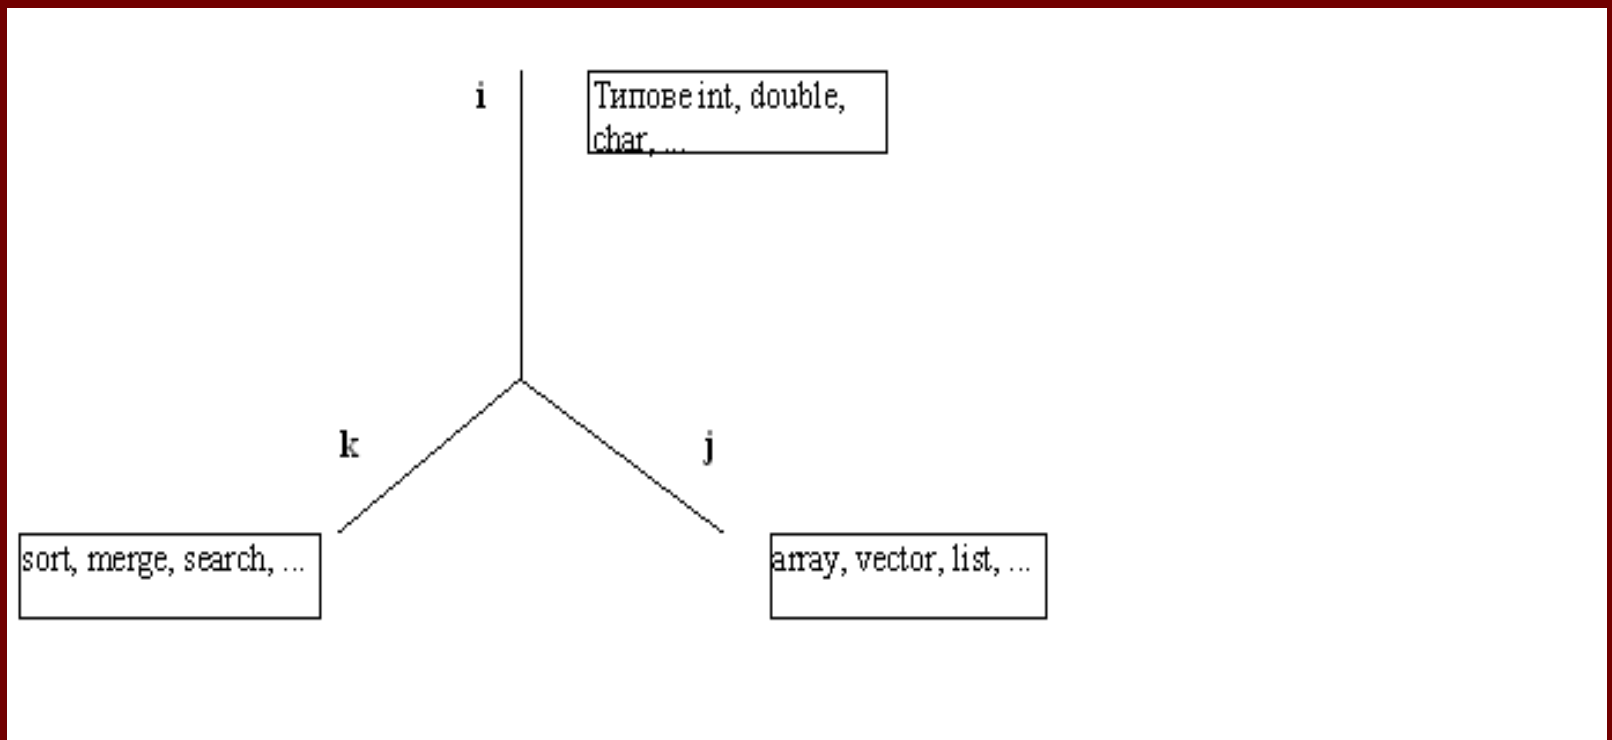 i
Типове int, double,
char, ...
k
j
sort, merge, search, ...
array, vector, list, ...